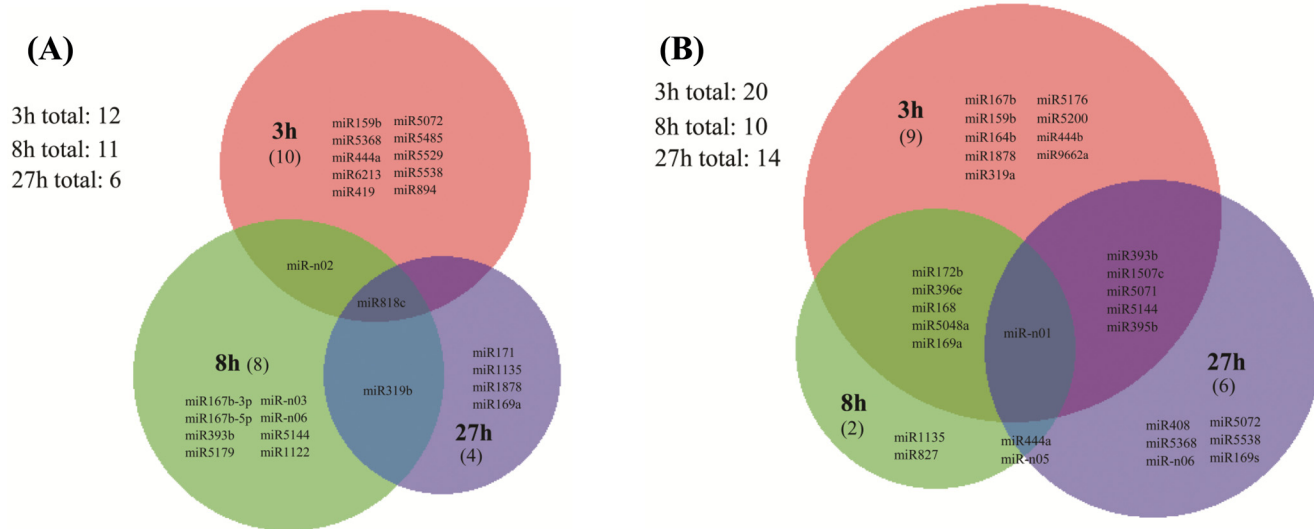 (A)
3h total: 12
8h total: 11
27h total: 6
3h
(10)
miR159b miR5072
miR5368 miR5485
miR444a miR5529
miR6213 miR5538
miR419 miR894
miR-n02
miR818c
8h (8)
miR319b
miR167b-3p miR-n03
miR167b-5p miR-n06
miR393b miR5144
miR5179 miR1122
miR171
miR1135
miR1878
miR169a
27h
(4)
(B)
3h total: 20
8h total: 10
27h total: 14
3h
(9)
miR167b miR5176
miR159b miR5200
miR164b miR444b
miR1878 miR9662a
miR319a
miR172b
miR396e
miR168
miR5048a
miR169a
miR-n01
miR393b
miR1507c
miR5071
miR5144
miR395b
8h
(2)
miR1135
miR827
miR444a
miR-n05
27h
(6)
miR408 miR5072
miR5368 miR5538
miR-n06 miR169s